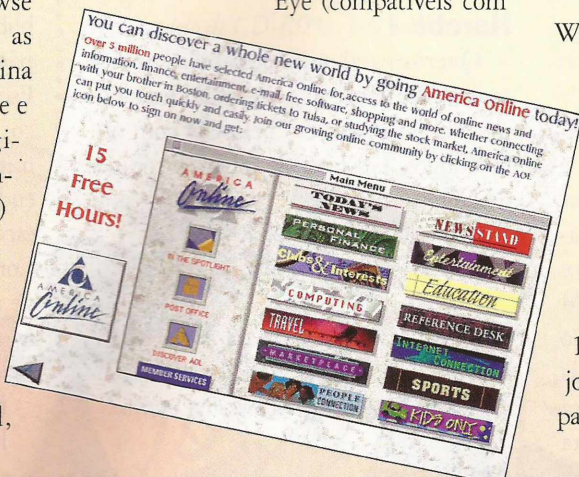 wse
as
ina
e e
gi-
a-
)
l,
Eye (compatíveis com
You can discover a whole new world by going America Online today!
Over 5 million people have selected America online for access to the world of online news and
information, finance, entertainment, e-mail, free software, shopping and more. Whether connecting
with your brother in Boston, ordering tickets to Tulsa, or studying the stock market, America Online
can put you touch quickly and easily. Join our growing online community by clicking on the AOL
icon below to sign on now and get:
15
Free
Hours!
AMERICA
Online
Main Menu
AMERICA
Online
IN THE SPOTLIGHT
POST OFFICE
DISCOVER AOL
MEMBER SERVICES
TODAY'S
NEWS
PERSONAL
FINANCE
Clubs & Interests
COMPUTING
TRAVEL
MARKETPLACE
PEOPLE
CONNECTION
NEWSSTAND
Entertainment
Education
REFERENCE DESK
INTERNET
CONNECTION
SPORTS
KIDS ONLY
W
1
jo
pa